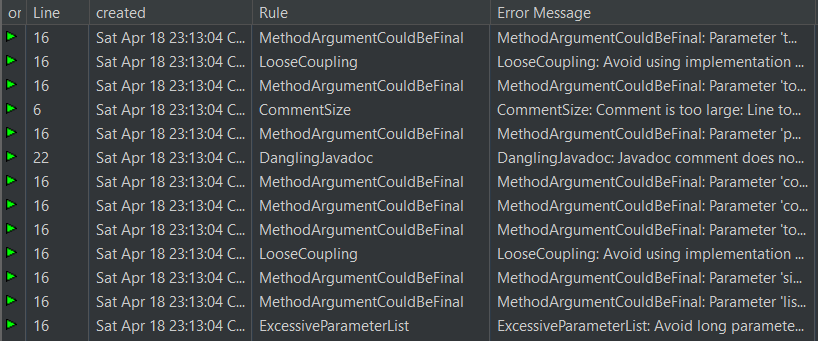 or Line created Rule Error Message
16 Sat Apr 18 23:13:04 C... MethodArgumentCouldBeFinal MethodArgumentCouldBeFinal: Parameter 't...
16 Sat Apr 18 23:13:04 C... LooseCoupling LooseCoupling: Avoid using implementation ...
16 Sat Apr 18 23:13:04 C... MethodArgumentCouldBeFinal MethodArgumentCouldBeFinal: Parameter 'to...
6 Sat Apr 18 23:13:04 C... CommentSize CommentSize: Comment is too large: Line to...
16 Sat Apr 18 23:13:04 C... MethodArgumentCouldBeFinal MethodArgumentCouldBeFinal: Parameter 'p...
22 Sat Apr 18 23:13:04 C... DanglingJavadoc DanglingJavadoc: Javadoc comment does no...
16 Sat Apr 18 23:13:04 C... MethodArgumentCouldBeFinal MethodArgumentCouldBeFinal: Parameter 'co...
16 Sat Apr 18 23:13:04 C... MethodArgumentCouldBeFinal MethodArgumentCouldBeFinal: Parameter 'co...
16 Sat Apr 18 23:13:04 C... MethodArgumentCouldBeFinal MethodArgumentCouldBeFinal: Parameter 'to...
16 Sat Apr 18 23:13:04 C... LooseCoupling LooseCoupling: Avoid using implementation ...
16 Sat Apr 18 23:13:04 C... MethodArgumentCouldBeFinal MethodArgumentCouldBeFinal: Parameter 'si...
16 Sat Apr 18 23:13:04 C... MethodArgumentCouldBeFinal MethodArgumentCouldBeFinal: Parameter 'lis...
16 Sat Apr 18 23:13:04 C... ExcessiveParameterList ExcessiveParameterList: Avoid long paramete...